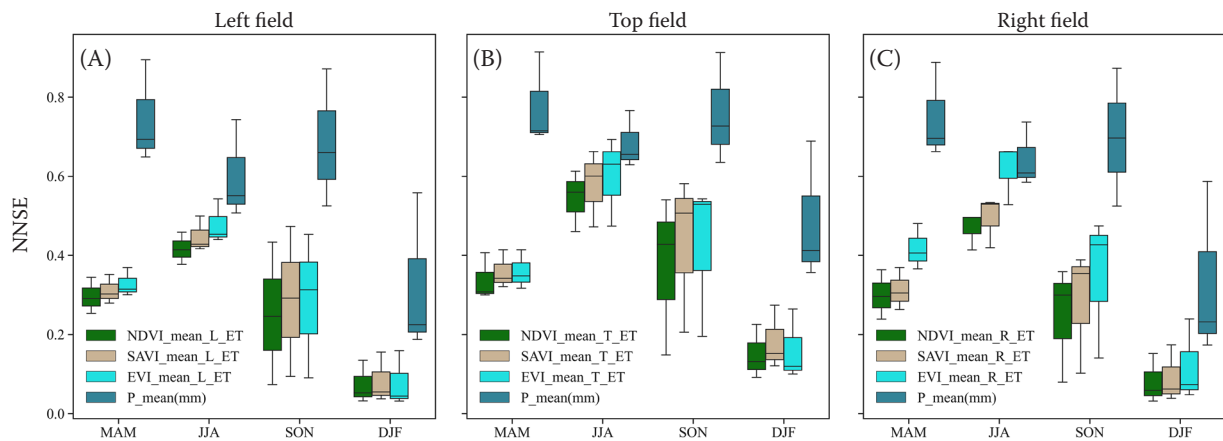 Left field
Top field
Right field
(A)
(B)
(C)
NNSE
0.8
0.6
0.4
0.2
0.0
NDVI_mean_L_ET
SAVI_mean_L_ET
EVI_mean_L_ET
P_mean(mm)
NDVI_mean_T_ET
SAVI_mean_T_ET
EVI_mean_T_ET
P_mean(mm)
NDVI_mean_R_ET
SAVI_mean_R_ET
EVI_mean_R_ET
P_mean(mm)
MAM JJA SON DJF
MAM JJA SON DJF
MAM JJA SON DJF